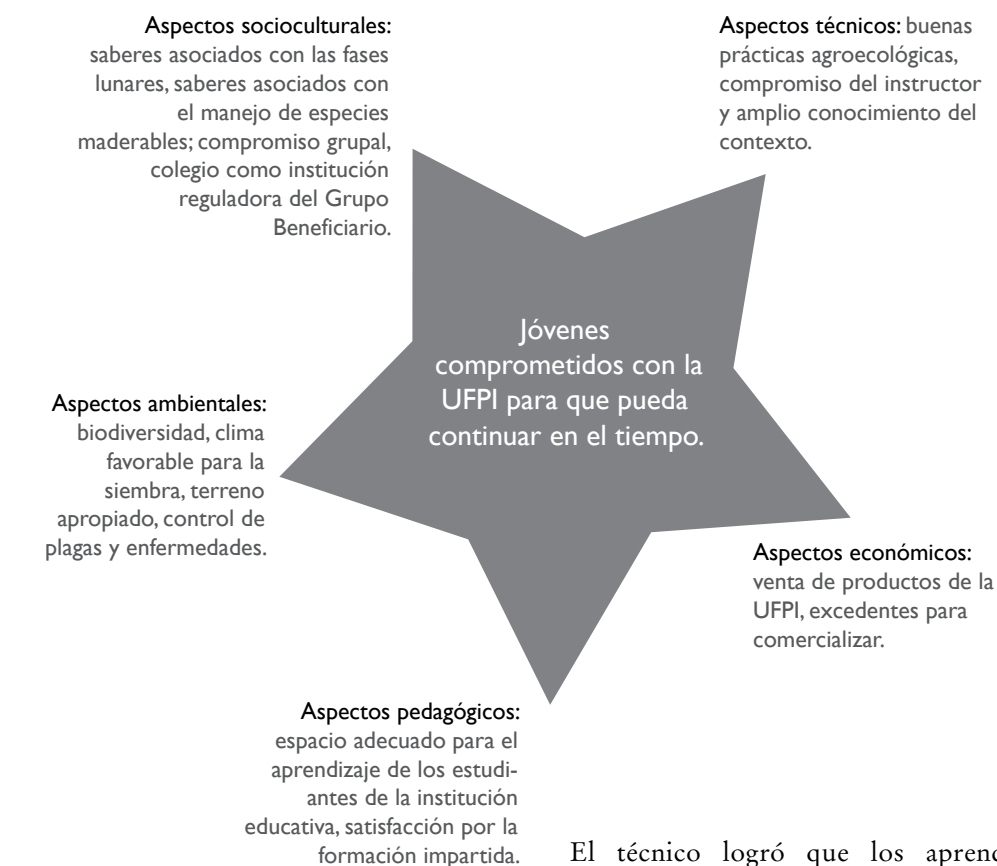 Aspectos socioculturales:
saberes asociados con las fases
lunares, saberes asociados con
el manejo de especies
maderables; compromiso grupal,
colegio como institución
reguladora del Grupo
Beneficiario.
Aspectos técnicos: buenas
prácticas agroecológicas,
compromiso del instructor
y amplio conocimiento del
contexto.
Jóvenes
comprometidos con la
UFPI para que pueda
continuar en el tiempo.
Aspectos ambientales:
biodiversidad, clima
favorable para la
siembra, terreno
apropiado, control de
plagas y enfermedades.
Aspectos económicos:
venta de productos de la
UFPI, excedentes para
comercializar.
Aspectos pedagógicos:
espacio adecuado para el
aprendizaje de los estudi-
antes de la institución
educativa, satisfacción por la
formación impartida.
El técnico logró que los